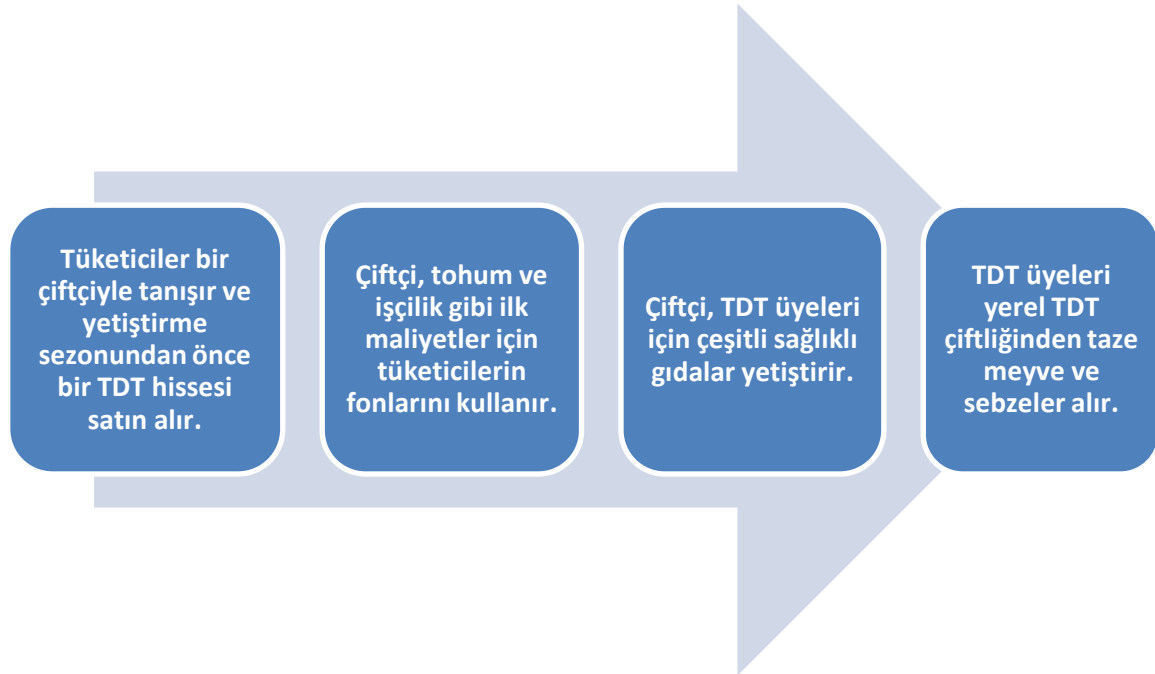 Tüketiciler bir
çiftçiyle tanışır ve
yetiştirme
sezonundan önce
bir TDT hissesi
satın alır.
Çiftçi, tohum ve
işçilik gibi ilk
maliyetler için
tüketicilerin
fonlarını kullanır.
Çiftçi, TDT üyeleri
için çeşitli sağlıklı
gıdalar yetiştirir.
TDT üyeleri
yerel TDT
çiftliğinden taze
meyve ve
sebzeler alır.